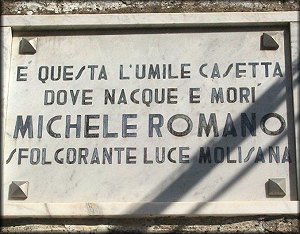 È QUESTA L'UMILE CASETTA
DOVE NACQUE E MORÌ
MICHELE ROMANO
SFOLGORANTE LUCE MOLISANA